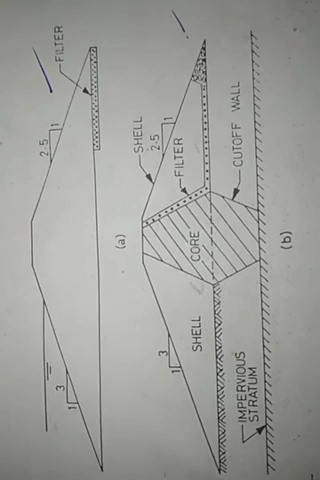 FILTER
2·5
1
3
1
(a)
SHELL
2·5
1
FILTER
CORE
CUTOFF WALL
3
1
SHELL
IMPERVIOUS
STRATUM
(b)